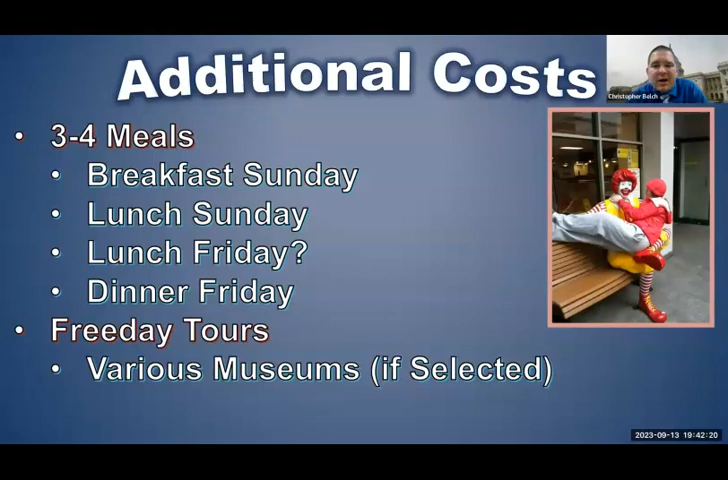 Additional Costs
Christopher Balch
• 3-4 Meals
• Breakfast Sunday
• Lunch Sunday
• Lunch Friday?
• Dinner Friday
• Freeday Tours
• Various Museums (if Selected)
2023-09-13 19:42:20